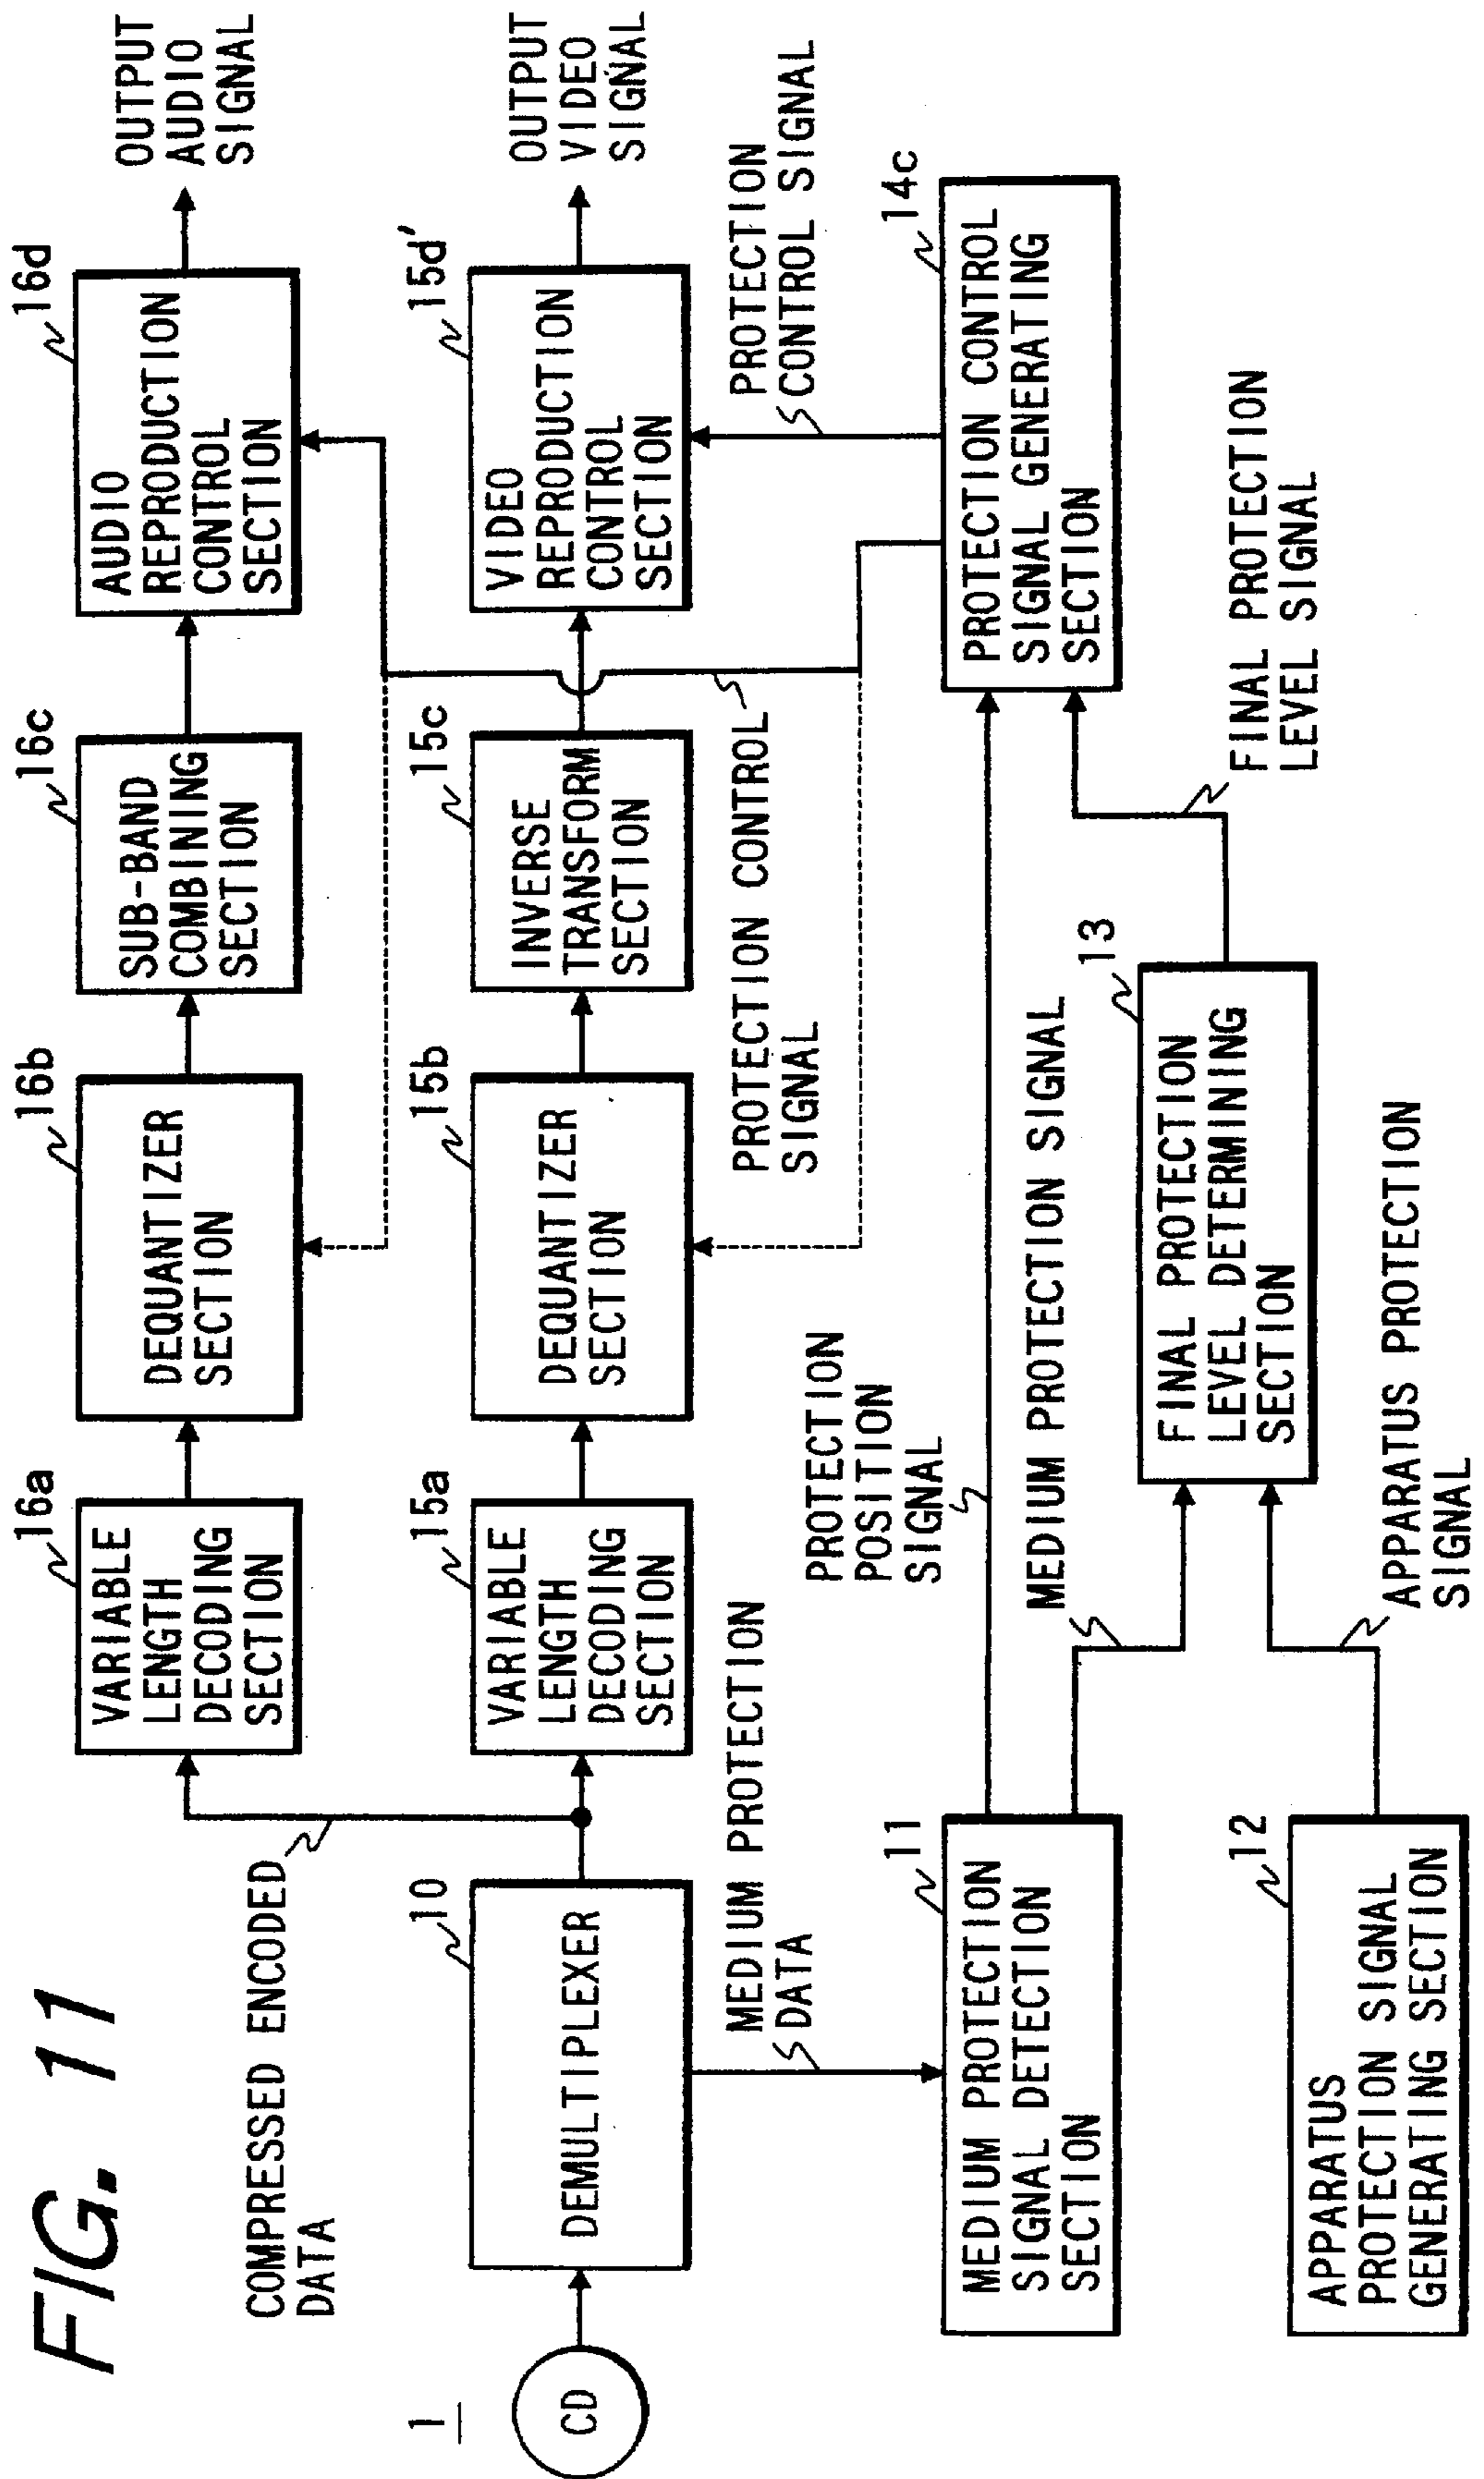 FIG. 11
1
CD
COMPRESSED ENCODED
DATA
10
DEMULTIPLEXER
16a
VARIABLE
LENGTH
DECODING
SECTION
16b
DEQUANTIZER
SECTION
16c
SUB-BAND
COMBINING
SECTION
16d
AUDIO
REPRODUCTION
CONTROL
SECTION
OUTPUT
AUDIO
SIGNAL
15a
VARIABLE
LENGTH
DECODING
SECTION
15b
DEQUANTIZER
SECTION
15c
INVERSE
TRANSFORM
SECTION
15d'
VIDEO
REPRODUCTION
CONTROL
SECTION
OUTPUT
VIDEO
SIGNAL
MEDIUM PROTECTION
DATA
PROTECTION
POSITION
SIGNAL
PROTECTION CONTROL
SIGNAL
PROTECTION
CONTROL SIGNAL
11
MEDIUM PROTECTION
SIGNAL DETECTION
SECTION
MEDIUM PROTECTION SIGNAL
14c
PROTECTION CONTROL
SIGNAL GENERATING
SECTION
12
APPARATUS
PROTECTION SIGNAL
GENERATING SECTION
APPARATUS PROTECTION
SIGNAL
13
FINAL PROTECTION
LEVEL DETERMINING
SECTION
FINAL PROTECTION
LEVEL SIGNAL